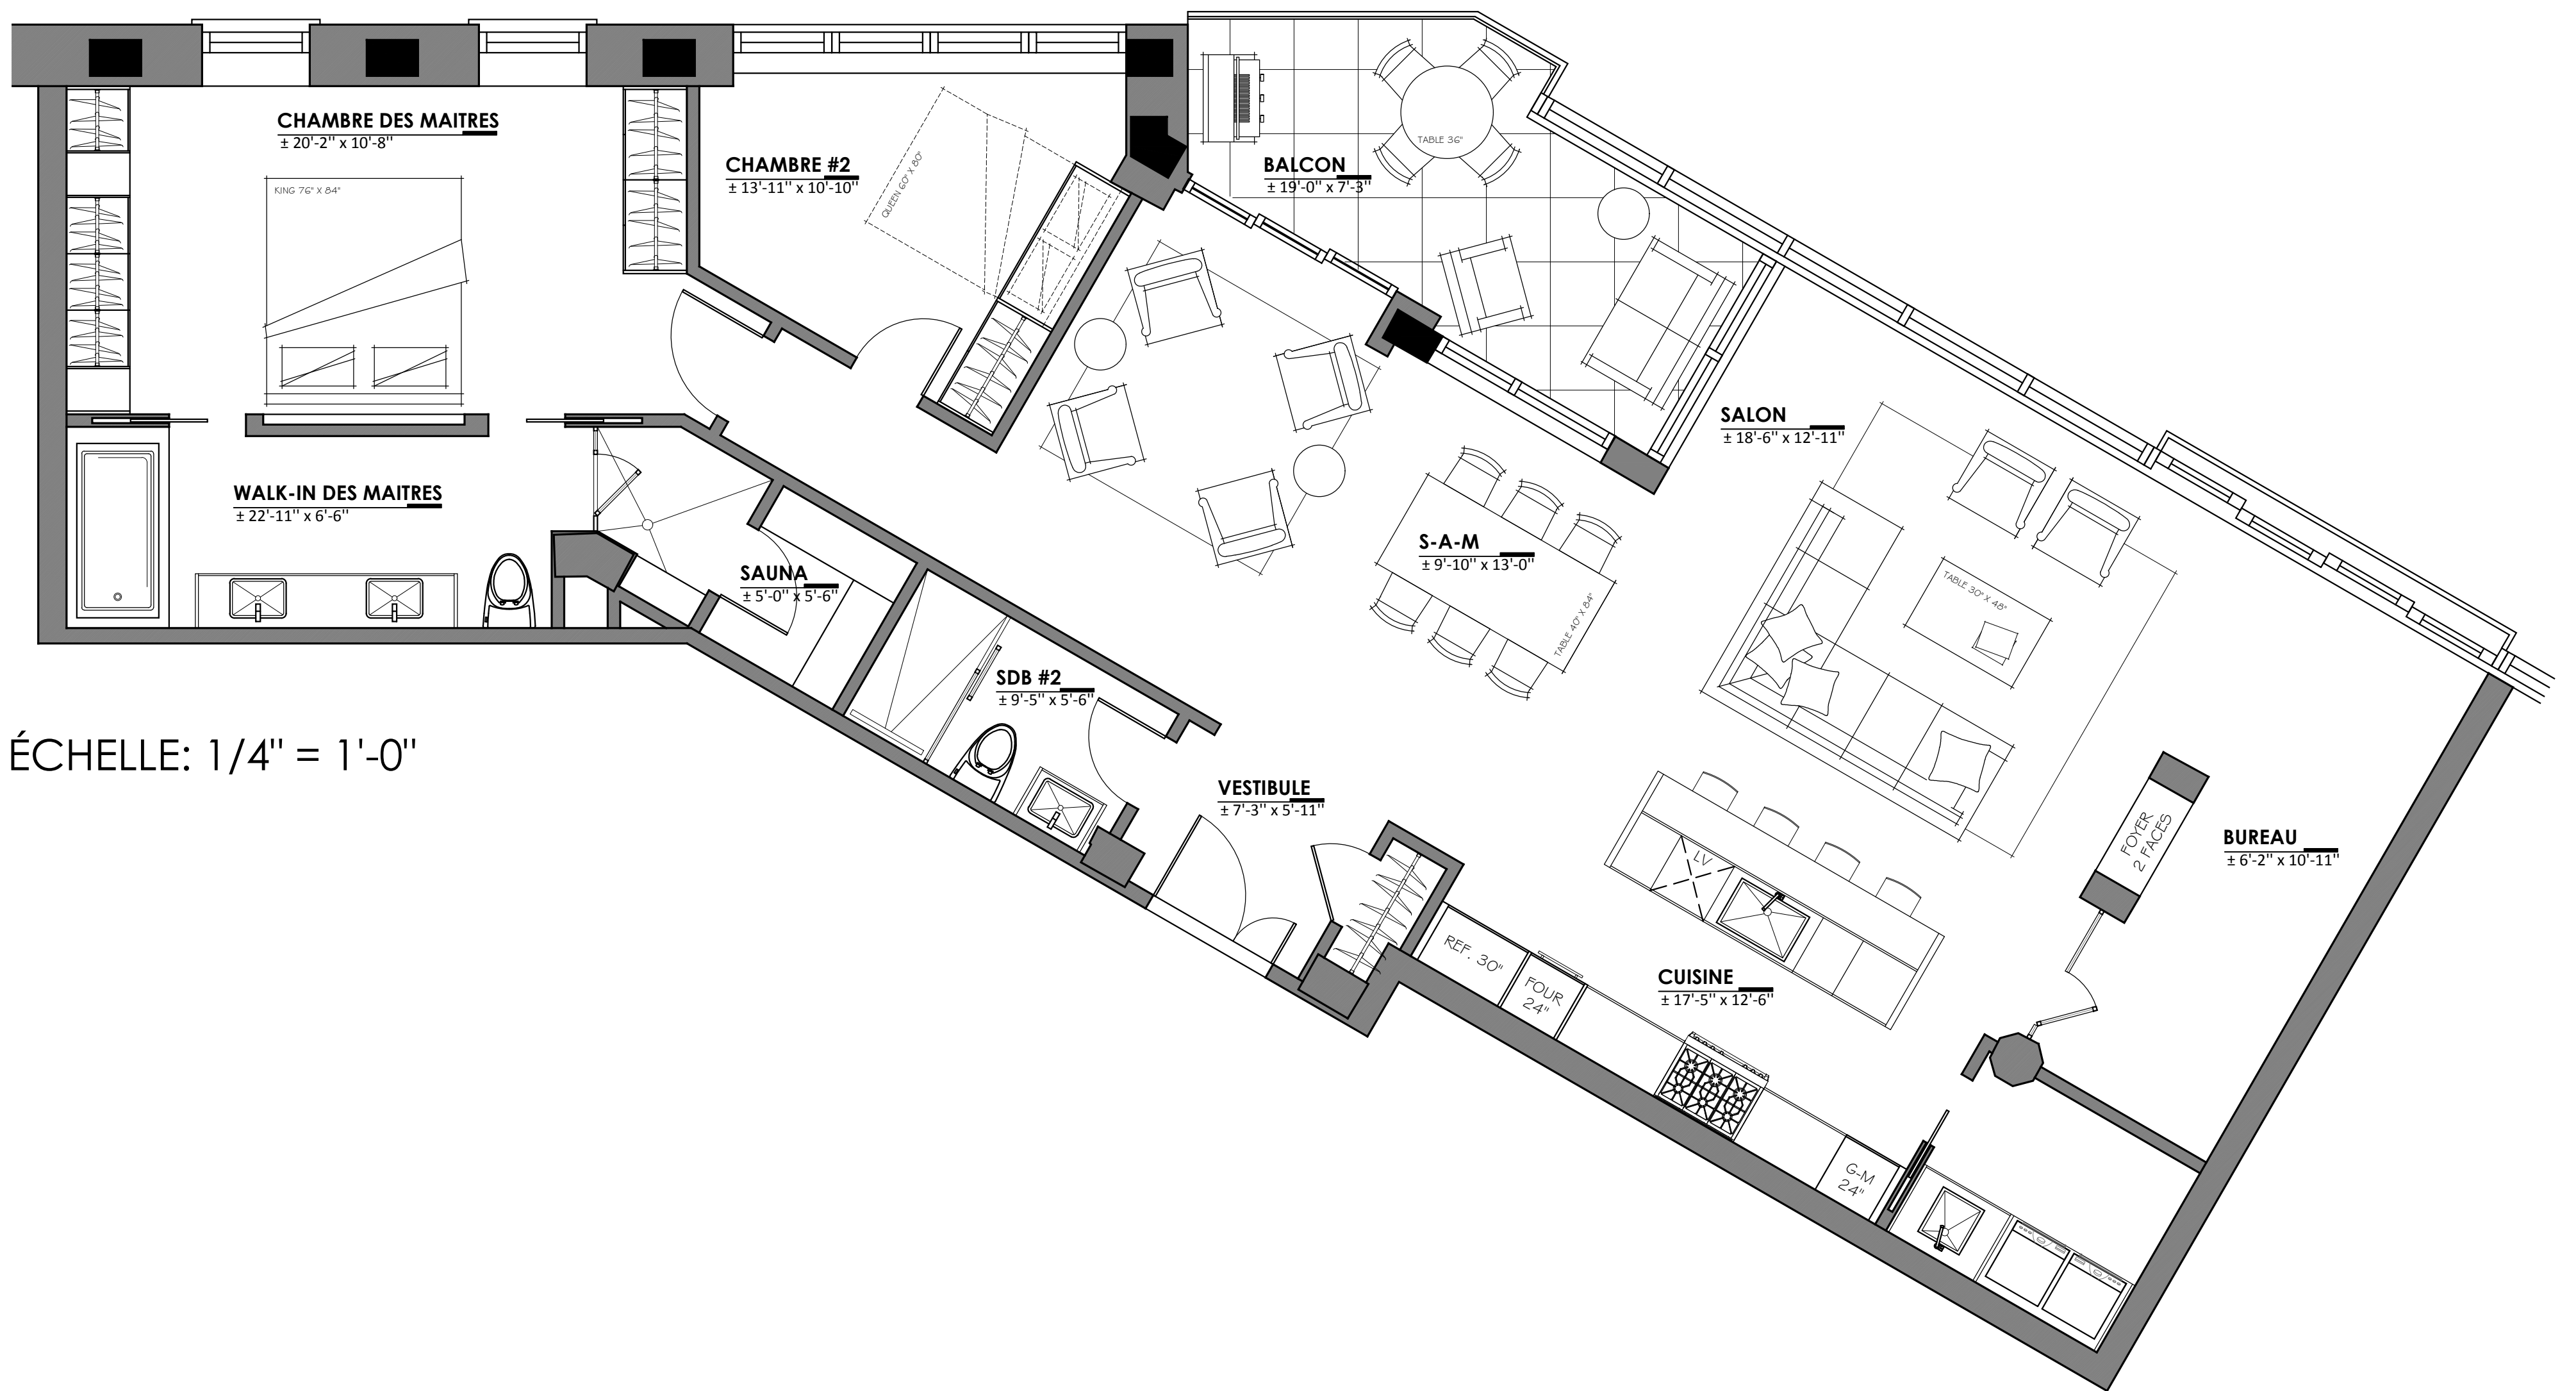 CHAMBRE DES MAITRES
± 20'-2" x 10'-8"
KING 76" X 84"
CHAMBRE #2
± 13'-11" x 10'-10"
QUEEN 60" X 80"
BALCON
± 19'-0" x 7'-3"
TABLE 36"
SALON
± 18'-6" x 12'-11"
TABLE 30" X 48"
WALK-IN DES MAITRES
± 22'-11" x 6'-6"
SAUNA
± 5'-0" x 5'-6"
S-A-M
± 9'-10" x 13'-0"
TABLE 40" X 84"
SDB #2
± 9'-5" x 5'-6"
ÉCHELLE: 1/4" = 1'-0"
VESTIBULE
± 7'-3" x 5'-11"
FOYER
2 FACES
BUREAU
± 6'-2" x 10'-11"
LV
REF. 30"
FOUR
24"
CUISINE
± 17'-5" x 12'-6"
G-M
24"